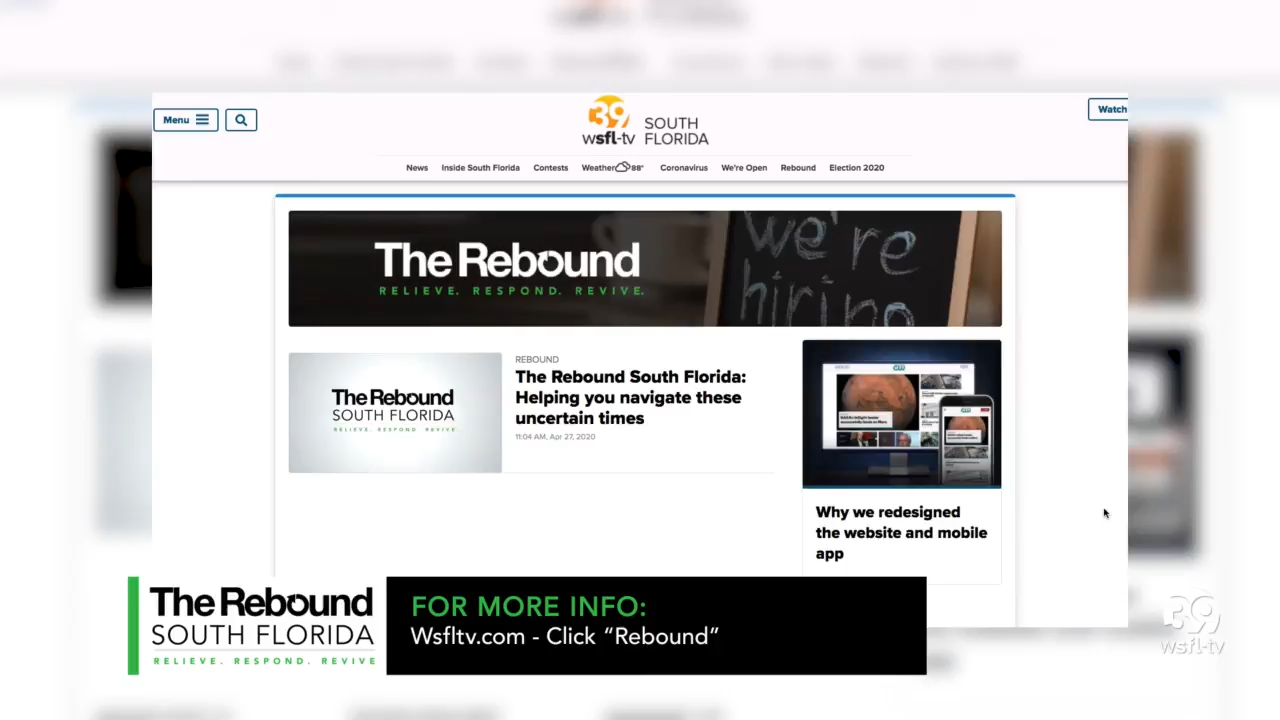 Menu
39
wsfl-tv
SOUTH
FLORIDA
Watch
News Inside South Florida Contests Weather 88° Coronavirus We're Open Rebound Election 2020
The Rebound
RELIEVE. RESPOND. REVIVE.
we're
hiring
The Rebound
SOUTH FLORIDA
RELIEVE. RESPOND. REVIVE.
REBOUND
The Rebound South Florida:
Helping you navigate these
uncertain times
11:04 AM, Apr 27, 2020
Why we redesigned
the website and mobile
app
The Rebound
SOUTH FLORIDA
RELIEVE. RESPOND. REVIVE
FOR MORE INFO:
Wsfltv.com - Click “Rebound”
39
wsfl-tv